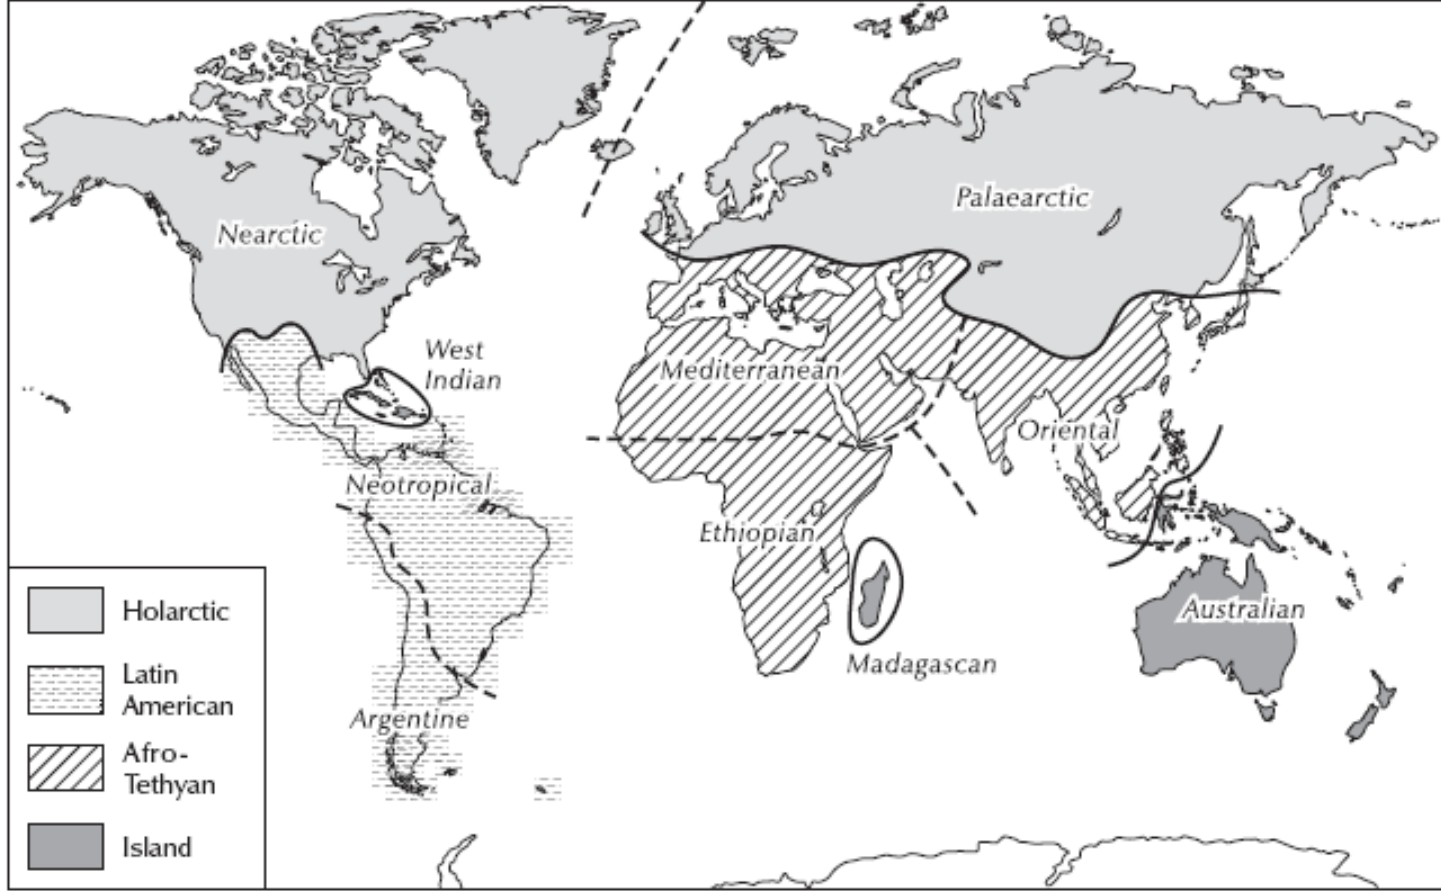 Nearctic
Palaearctic
West
Indian
Mediterranean
Oriental
Neotropical
Ethiopian
Australian
Madagascan
Argentine
Holarctic
Latin
American
Afro-
Tethyan
Island